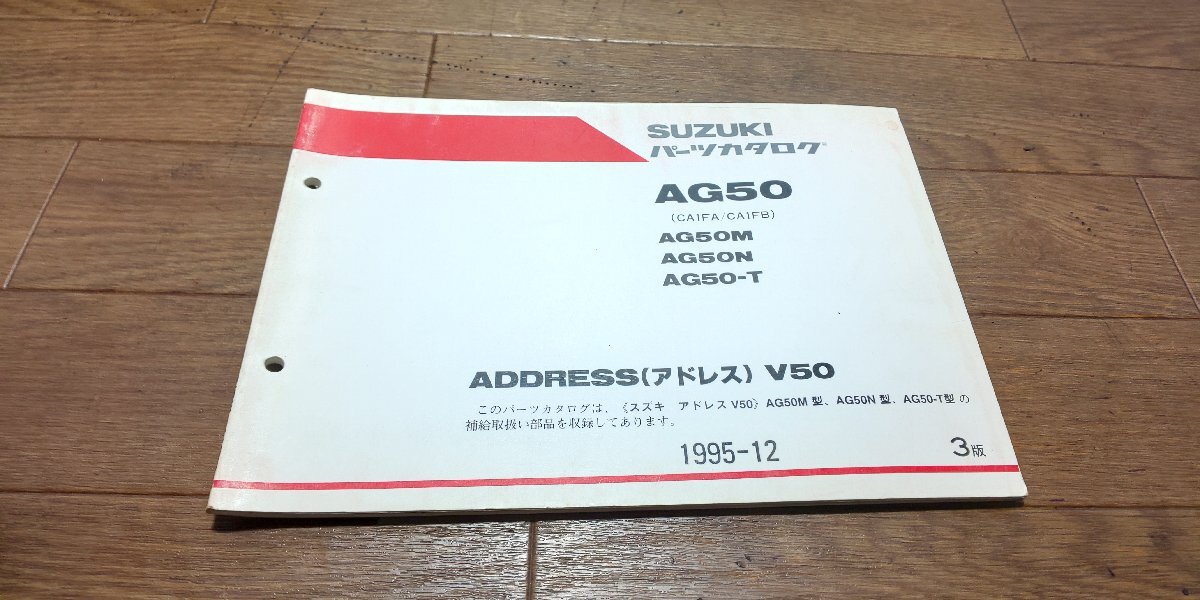 SUZUKI
パーツカタログ
AG50
(CA1FA/CA1FB)
AG50M
AG50N
AG50-T
ADDRESS(アドレス) V50
このパーツカタログは、《スズキ アドレス V50》AG50M 型、AG50N 型、AG50-T型 の
補給取扱い部品を収録してあります。
1995-12
3版